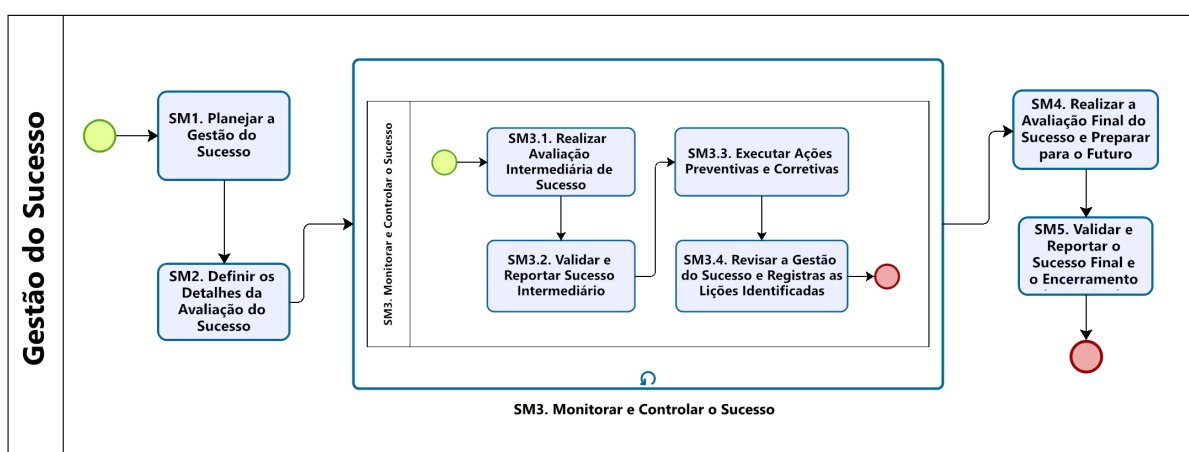 Gestão do Sucesso
SM1. Planejar a
Gestão do
Sucesso
SM2. Definir os
Detalhes da
Avaliação do
Sucesso
SM3. Monitorar e Controlar o Sucesso
SM3.1. Realizar
Avaliação
Intermediária de
Sucesso
SM3.2. Validar e
Reportar Sucesso
Intermediário
SM3.3. Executar Ações
Preventivas e Corretivas
SM3.4. Revisar a Gestão
do Sucesso e Registras as
Lições Identificadas
SM3. Monitorar e Controlar o Sucesso
SM4. Realizar a
Avaliação Final do
Sucesso e Preparar
para o Futuro
SM5. Validar e
Reportar o
Sucesso Final e
o Encerramento